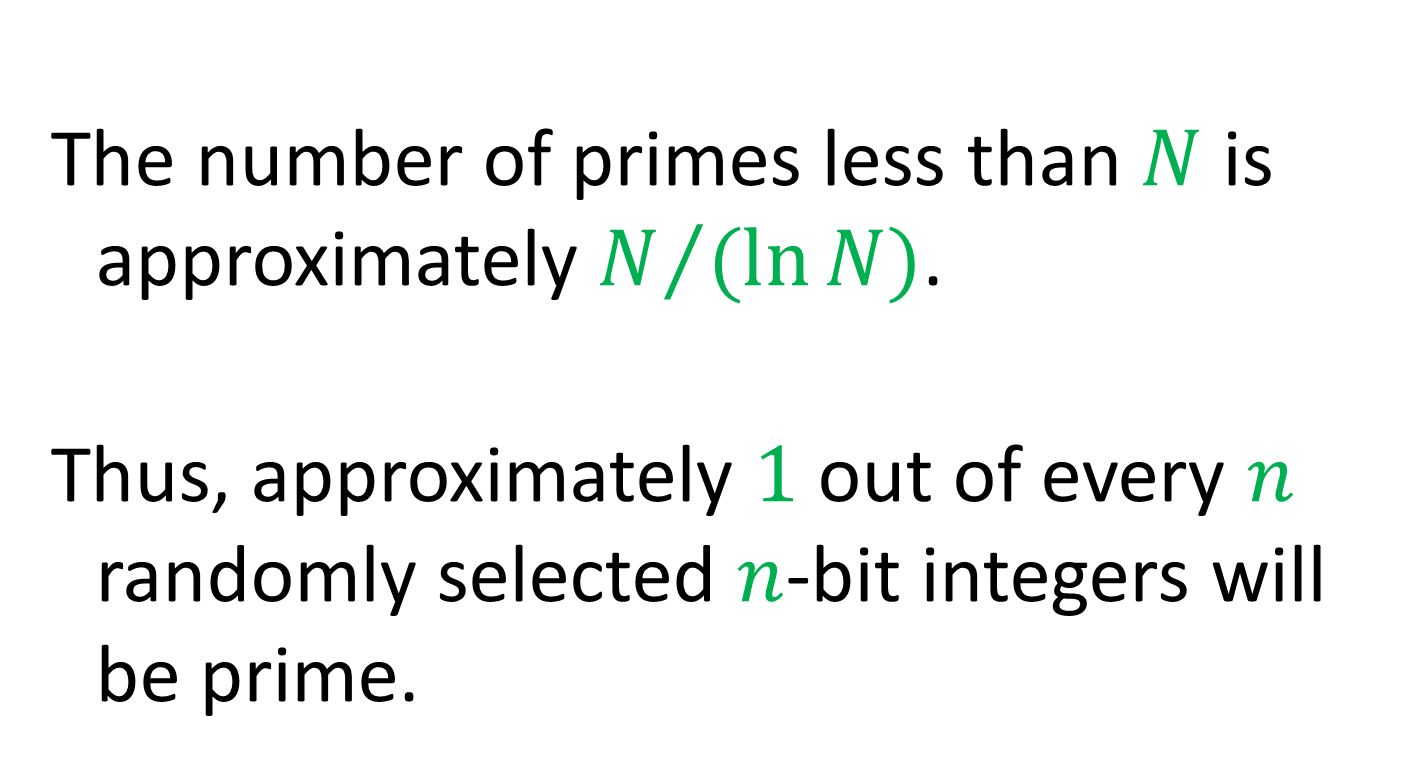 The number of primes less than N is
approximately N/(ln N).
Thus, approximately 1 out of every n
randomly selected n-bit integers will
be prime.